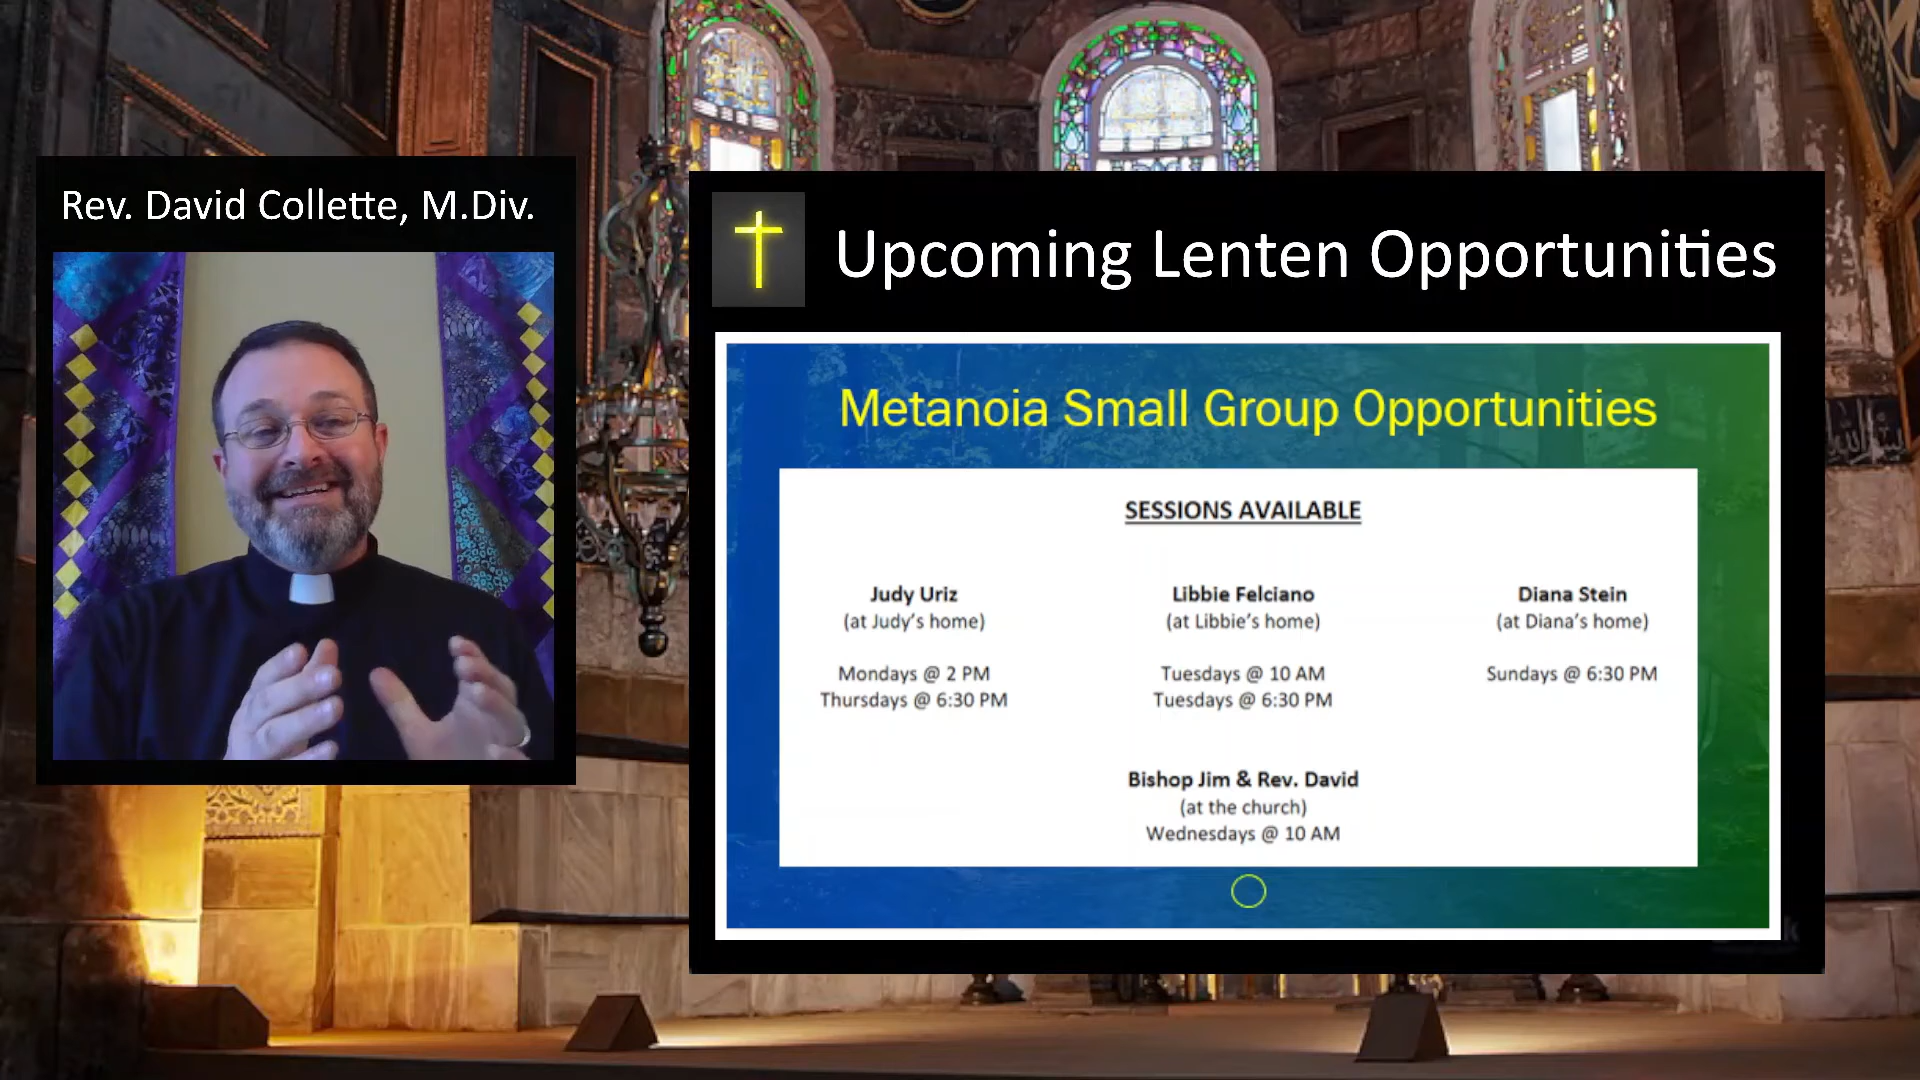 Rev. David Collette, M.Div.
Upcoming Lenten Opportunities
Metanoia Small Group Opportunities
SESSIONS AVAILABLE
Judy Uriz
(at Judy's home)
Mondays @ 2 PM
Thursdays @ 6:30 PM
Libbie Felciano
(at Libbie's home)
Tuesdays @ 10 AM
Tuesdays @ 6:30 PM
Diana Stein
(at Diana's home)
Sundays @ 6:30 PM
Bishop Jim & Rev. David
(at the church)
Wednesdays @ 10 AM